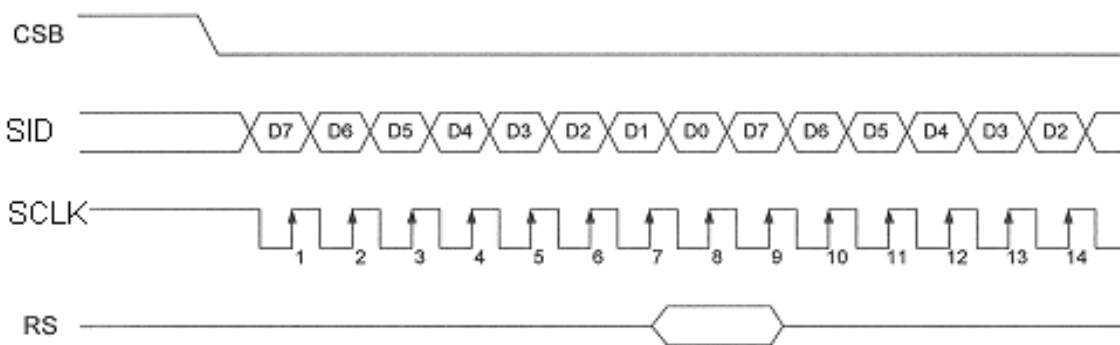 CSB
SID D7 D6 D5 D4 D3 D2 D1 D0 D7 D6 D5 D4 D3 D2
SCLK
1 2 3 4 5 6 7 8 9 10 11 12 13 14
RS